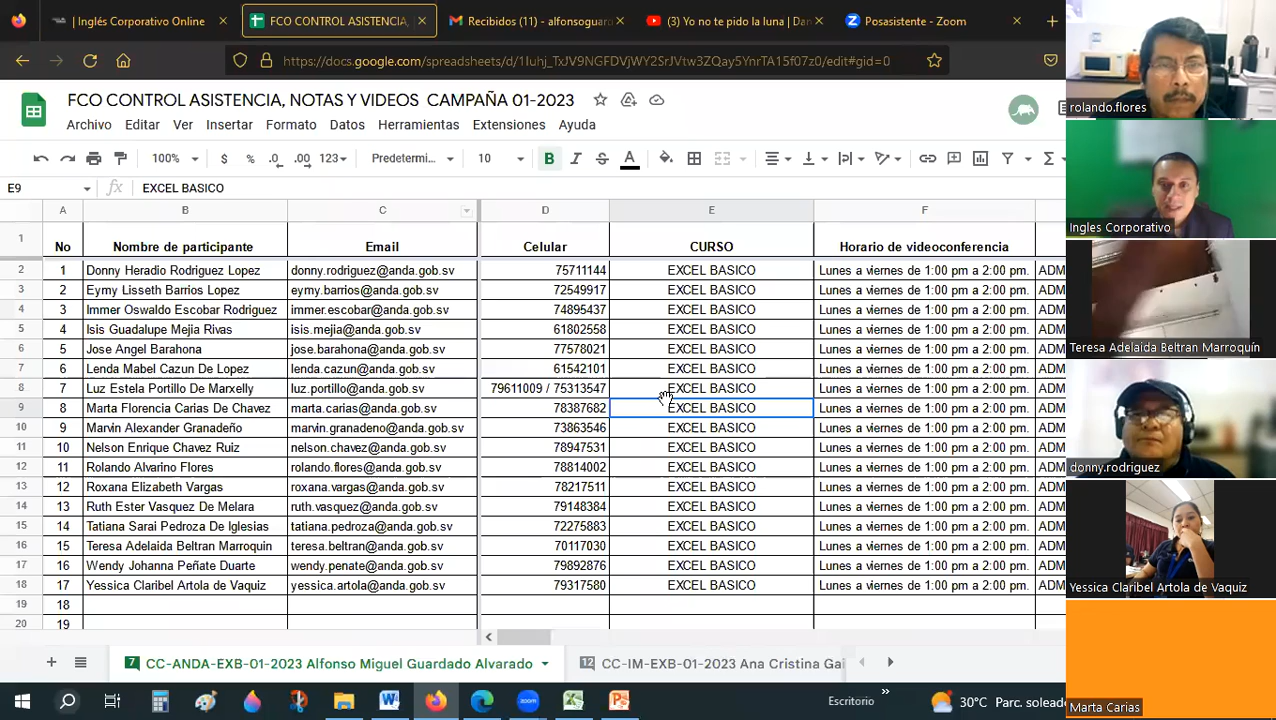 | Inglés Corporativo Online
FCO CONTROL ASISTENCIA,
Recibidos (11) - alfonsoguaro
(3) Yo no te pido la luna | Dan
Posasistente - Zoom
https://docs.google.com/spreadsheets/d/1Iuhj_TxJV9NGFDVjWY2SrJVtw3ZQay5YnrTA15f07z0/edit#gid=0
FCO CONTROL ASISTENCIA, NOTAS Y VIDEOS CAMPAÑA 01-2023
Archivo Editar Ver Insertar Formato Datos Herramientas Extensiones Ayuda
100% $ % .0 .00 123 Predetermi... 10 B I S A
E9 fx EXCEL BASICO
A B C D E F
1 No Nombre de participante Email Celular CURSO Horario de videoconferencia
2 1 Donny Heradio Rodriguez Lopez donny.rodriguez@anda.gob.sv 75711144 EXCEL BASICO Lunes a viernes de 1:00 pm a 2:00 pm. ADM
3 2 Eymy Lisseth Barrios Lopez eymy.barrios@anda.gob.sv 72549917 EXCEL BASICO Lunes a viernes de 1:00 pm a 2:00 pm. ADM
4 3 Immer Oswaldo Escobar Rodriguez immer.escobar@anda.gob.sv 74895437 EXCEL BASICO Lunes a viernes de 1:00 pm a 2:00 pm. ADM
5 4 Isis Guadalupe Mejia Rivas isis.mejia@anda.gob.sv 61802558 EXCEL BASICO Lunes a viernes de 1:00 pm a 2:00 pm. ADM
6 5 Jose Angel Barahona jose.barahona@anda.gob.sv 77578021 EXCEL BASICO Lunes a viernes de 1:00 pm a 2:00 pm. ADM
7 6 Lenda Mabel Cazun De Lopez lenda.cazun@anda.gob.sv 61542101 EXCEL BASICO Lunes a viernes de 1:00 pm a 2:00 pm. ADM
8 7 Luz Estela Portillo De Marxelly luz.portillo@anda.gob.sv 79611009 / 75313547 EXCEL BASICO Lunes a viernes de 1:00 pm a 2:00 pm. ADM
9 8 Marta Florencia Carias De Chavez marta.carias@anda.gob.sv 78387682 EXCEL BASICO Lunes a viernes de 1:00 pm a 2:00 pm. ADM
10 9 Marvin Alexander Granadeño marvin.granadeno@anda.gob.sv 73863546 EXCEL BASICO Lunes a viernes de 1:00 pm a 2:00 pm. ADM
11 10 Nelson Enrique Chavez Ruiz nelson.chavez@anda.gob.sv 78947531 EXCEL BASICO Lunes a viernes de 1:00 pm a 2:00 pm. ADM
12 11 Rolando Alvarino Flores rolando.flores@anda.gob.sv 78814002 EXCEL BASICO Lunes a viernes de 1:00 pm a 2:00 pm. ADM
13 12 Roxana Elizabeth Vargas roxana.vargas@anda.gob.sv 78217511 EXCEL BASICO Lunes a viernes de 1:00 pm a 2:00 pm. ADM
14 13 Ruth Ester Vasquez De Melara ruth.vasquez@anda.gob.sv 79148384 EXCEL BASICO Lunes a viernes de 1:00 pm a 2:00 pm. ADM
15 14 Tatiana Sarai Pedroza De Iglesias tatiana.pedroza@anda.gob.sv 72275883 EXCEL BASICO Lunes a viernes de 1:00 pm a 2:00 pm. ADM
16 15 Teresa Adelaida Beltran Marroquin teresa.beltran@anda.gob.sv 70117030 EXCEL BASICO Lunes a viernes de 1:00 pm a 2:00 pm. ADM
17 16 Wendy Johanna Peñate Duarte wendy.penate@anda.gob.sv 79892876 EXCEL BASICO Lunes a viernes de 1:00 pm a 2:00 pm. ADM
18 17 Yessica Claribel Artola de Vaquiz yessica.artola@anda.gob.sv 79317580 EXCEL BASICO Lunes a viernes de 1:00 pm a 2:00 pm. ADM
19 18
20 19
7 CC-ANDA-EXB-01-2023 Alfonso Miguel Guardado Alvarado
12 CC-IM-EXB-01-2023 Ana Cristina Gai
Escritorio
30°C Parc. soleado
rolando.flores
Ingles Corporativo
Teresa Adelaida Beltran Marroquín
donny.rodriguez
Yessica Claribel Artola de Vaquiz
Marta Carias